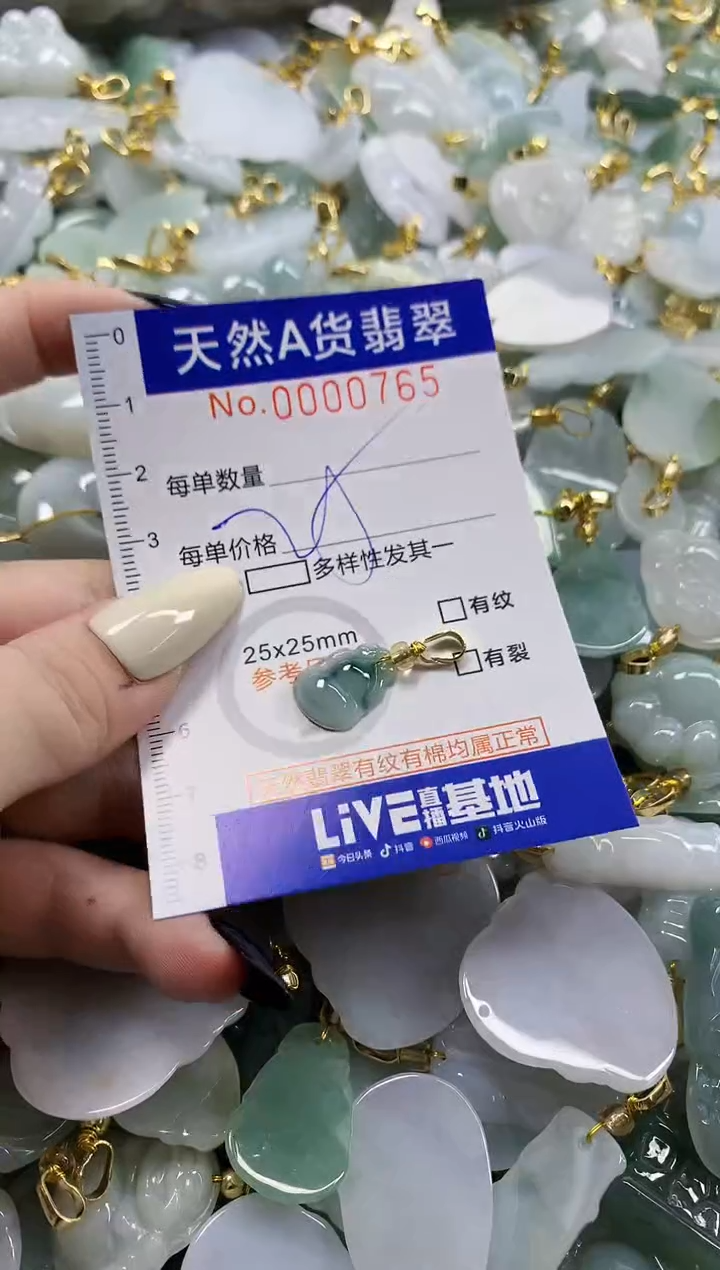 天然A货翡翠
No.0000765
每单数量
每单价格
多样性发其一
有纹
25x25mm
参考
有裂
天然翡翠有纹有棉均属正常
LiVE直播基地
今日头条 抖音 西瓜视频 抖音火山版
0
1
2
3
6
7
8